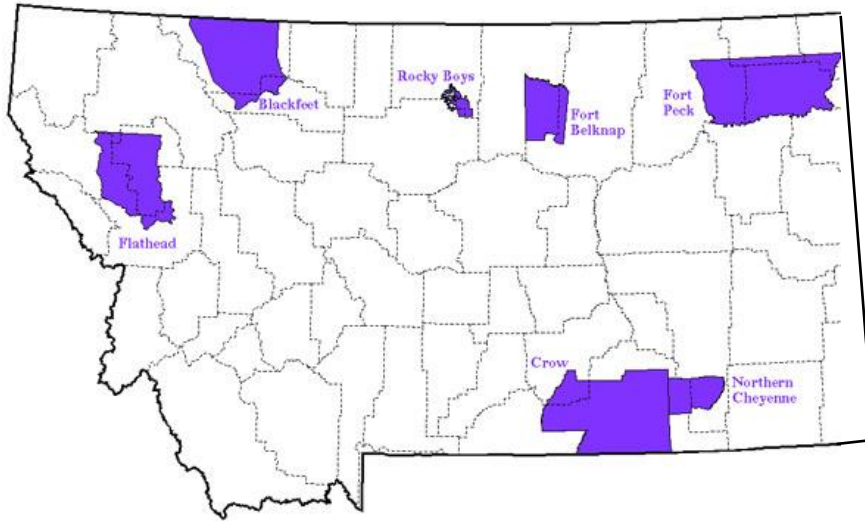 Rocky Boys
Blackfeet
Fort
Belknap
Fort
Peck
Flathead
Crow
Northern
Cheyenne